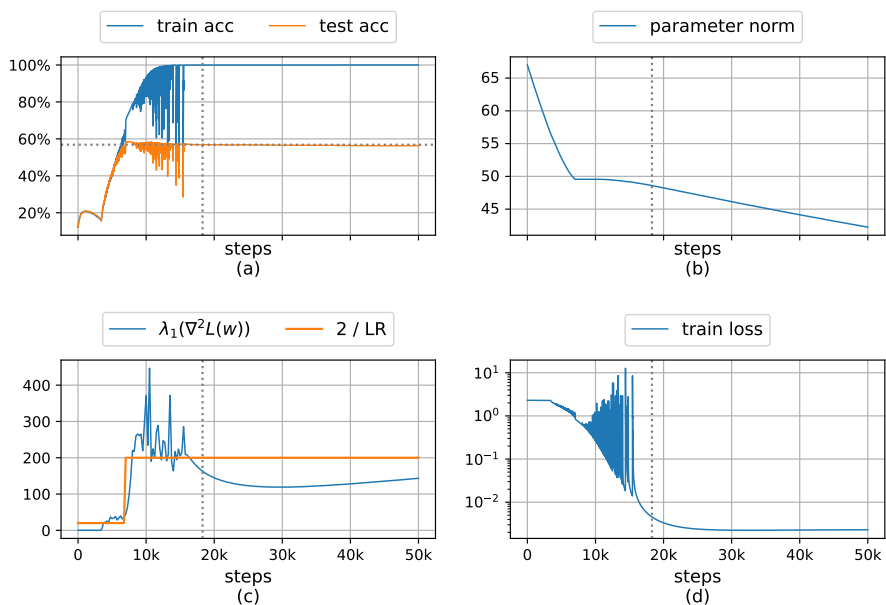 train acc test acc
100%
80%
60%
40%
20%
steps
(a)
parameter norm
65
60
55
50
45
steps
(b)
λ₁(∇²L(w)) 2 / LR
400
300
200
100
0
0 10k 20k 30k 40k 50k
steps
(c)
train loss
10¹
10⁰
10⁻¹
10⁻²
0 10k 20k 30k 40k 50k
steps
(d)